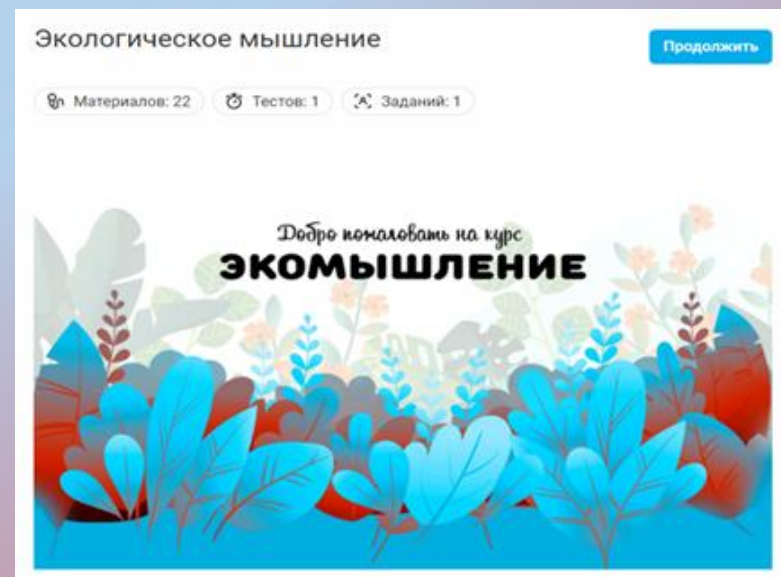 Экологическое мышление
Продолжить
Материалов: 22
Тестов: 1
Заданий: 1
Добро пожаловать на курс
ЭКОМЫШЛЕНИЕ